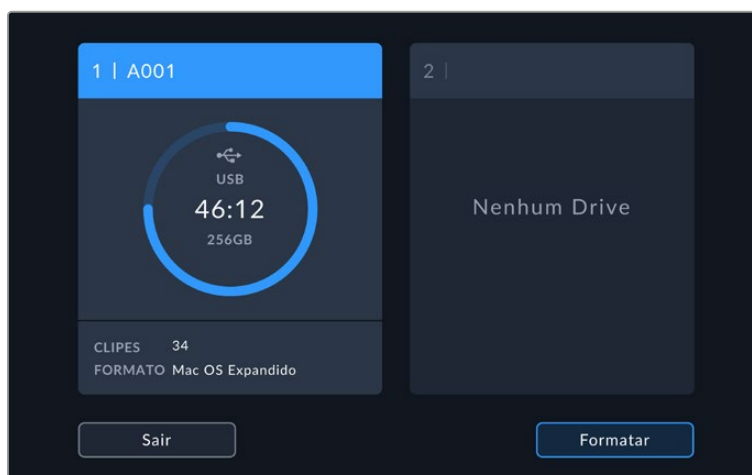 1 | A001
USB
46:12
256GB
CLIPES 34
FORMATO Mac OS Expandido
2 |
Nenhum Drive
Sair
Formatar